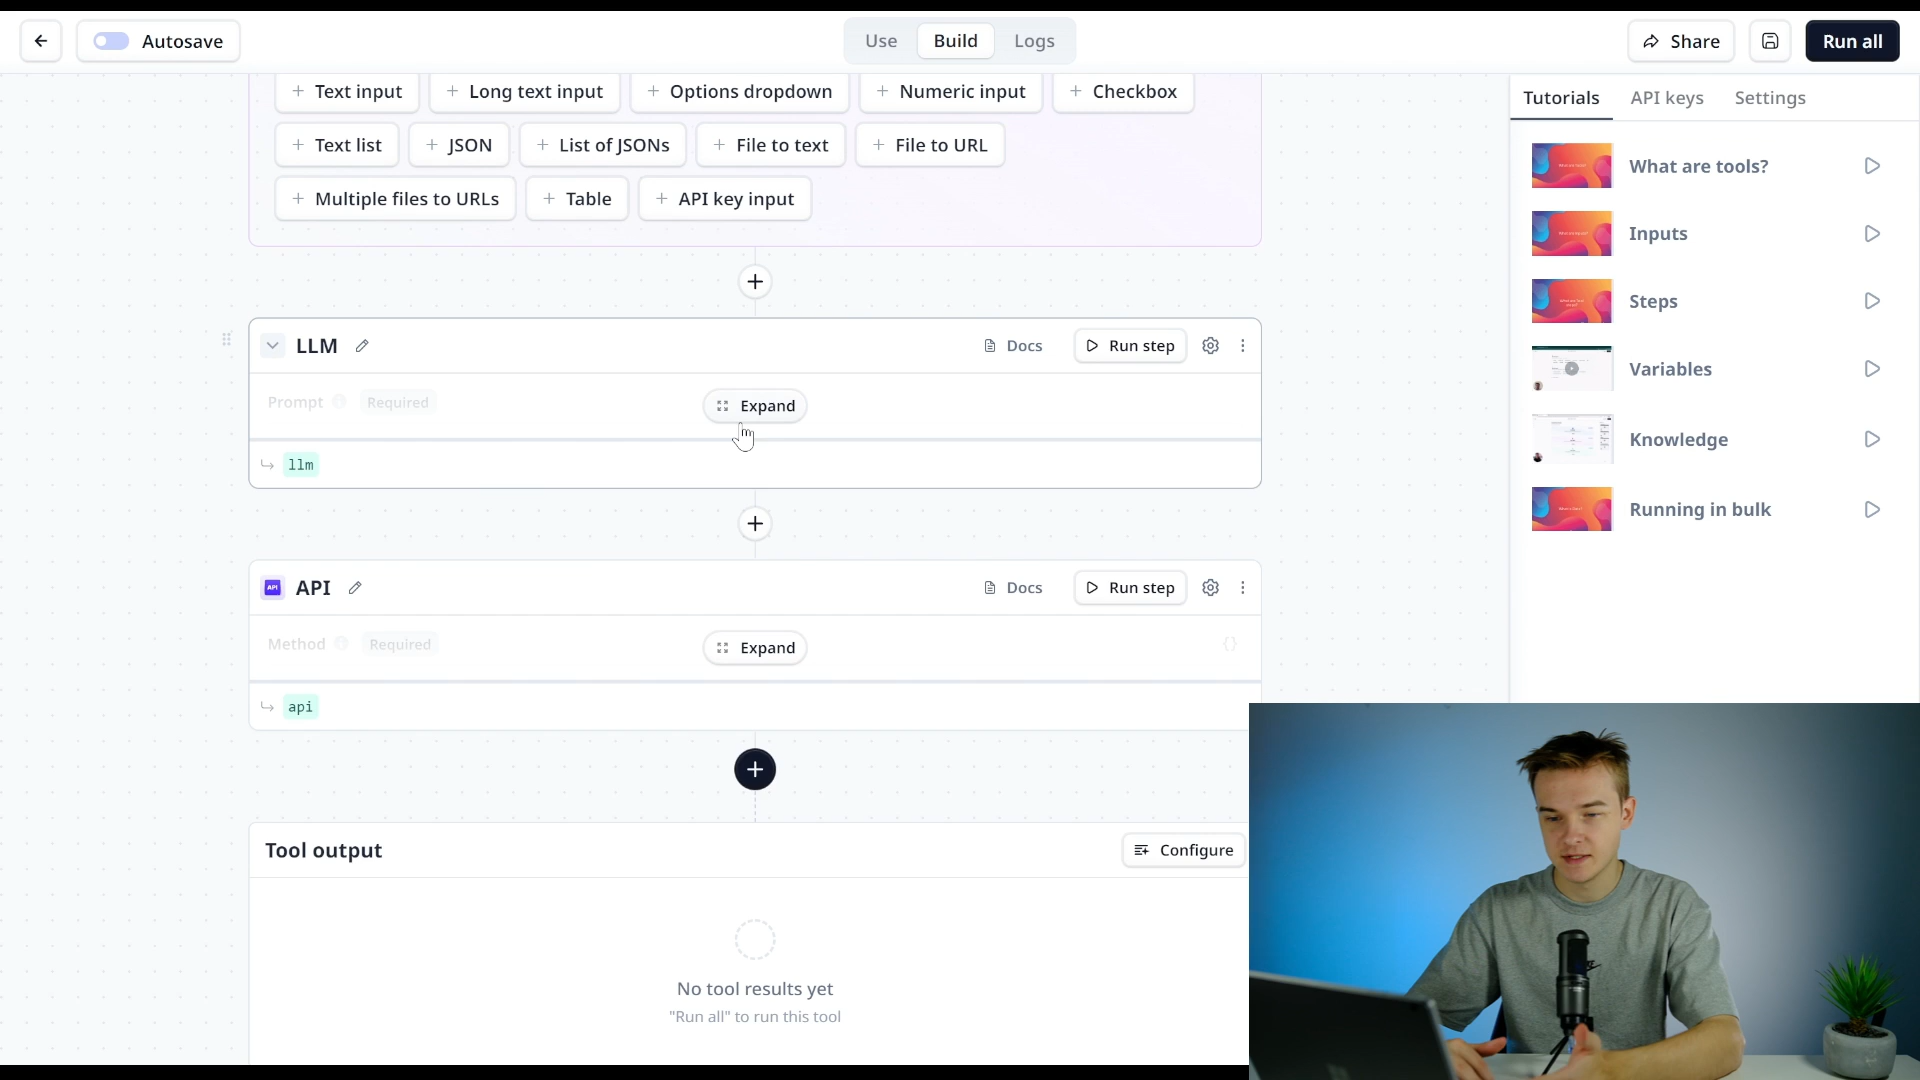 Autosave
Use Build Logs
Share
Run all
Text input Long text input Options dropdown Numeric input Checkbox
Text list JSON List of JSONs File to text File to URL
Multiple files to URLs Table API key input
LLM Docs Run step
Prompt Required Expand
llm
API API Docs Run step
Method Required Expand {}
api
Tool output Configure
No tool results yet
"Run all" to run this tool
Tutorials API keys Settings
What are tools?
Inputs
Steps
Variables
Knowledge
Running in bulk